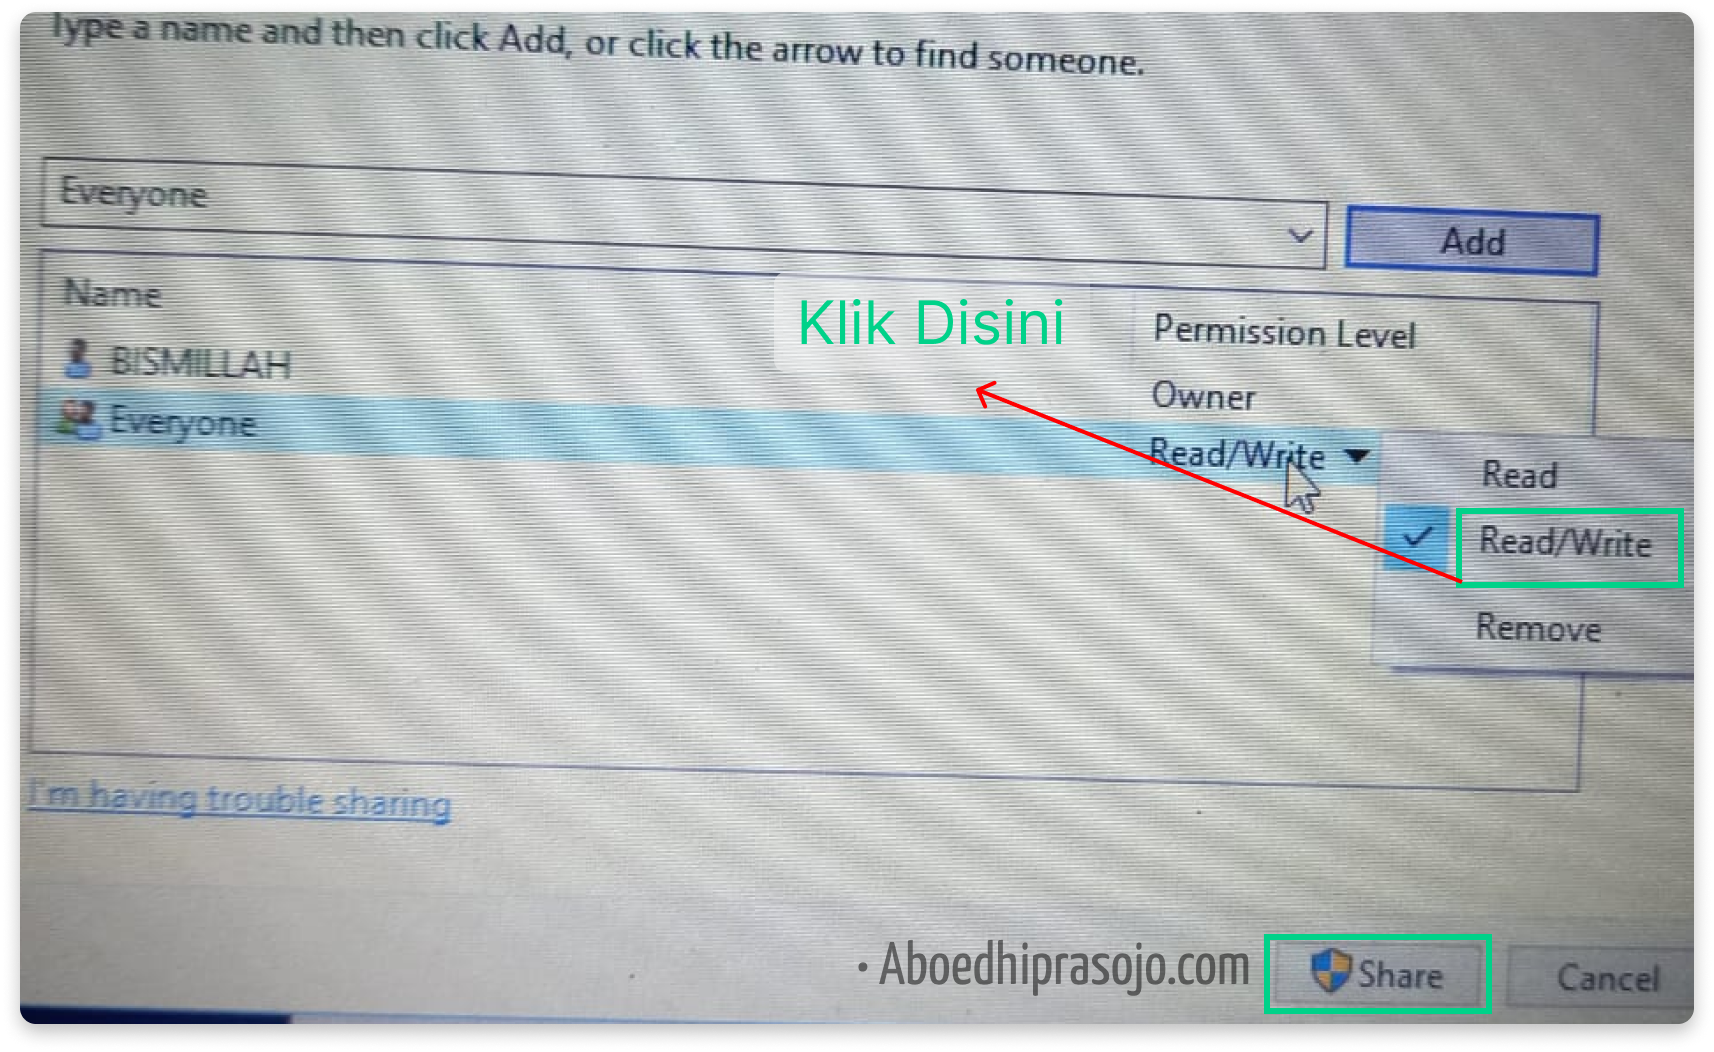 Type a name and then click Add, or click the arrow to find someone.
Everyone
Add
Name
Permission Level
Klik Disini
BISMILLAH
Owner
Everyone
Read/Write
Read
Read/Write
Remove
I'm having trouble sharing
• Aboedhiprasojo.com
Share
Cancel